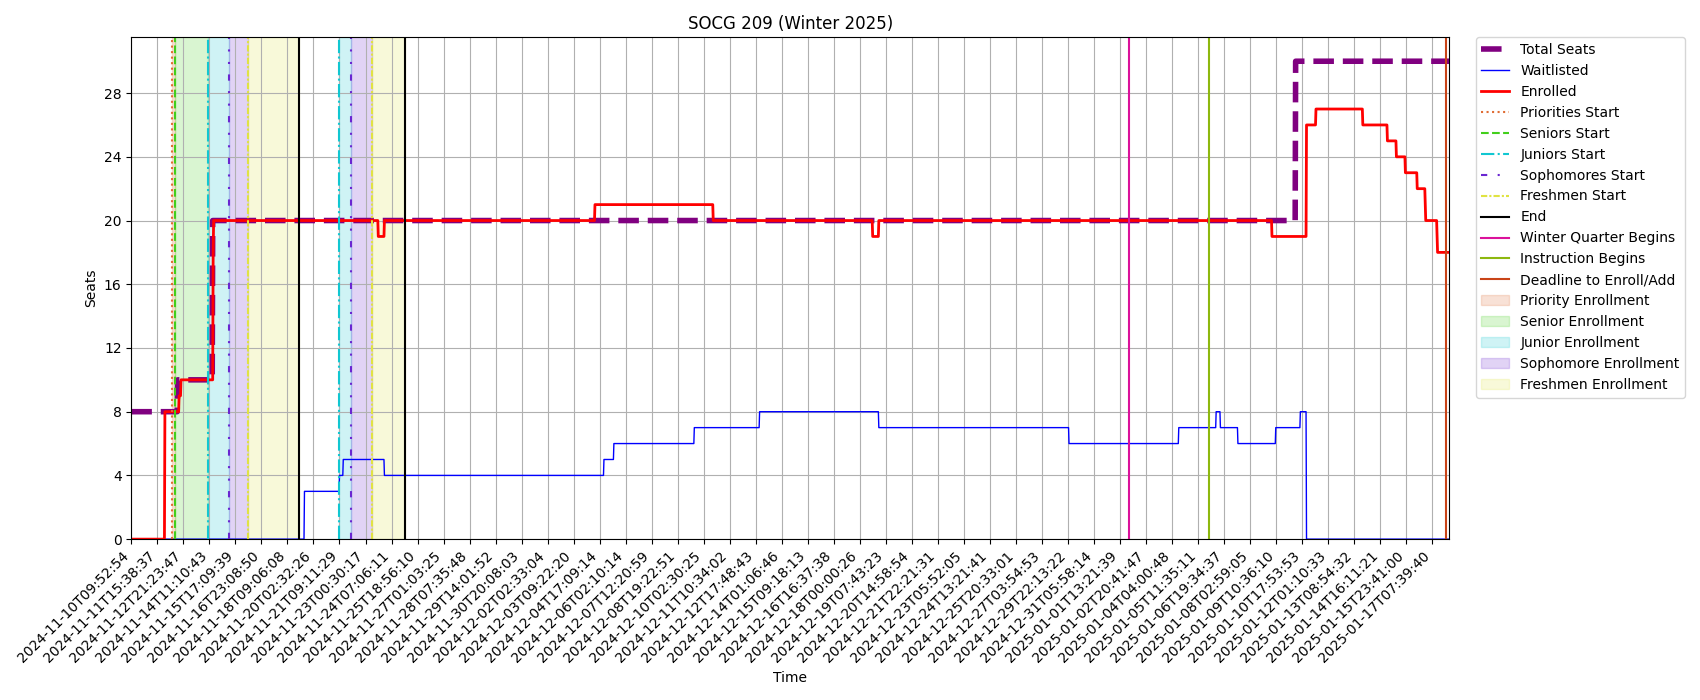 SOCG 209 (Winter 2025)
Seats
28
24
20
16
12
8
4
0
2024-11-10T09:52:54
2024-11-11T15:38:37
2024-11-12T21:23:47
2024-11-14T11:10:43
2024-11-15T17:09:39
2024-11-16T23:08:50
2024-11-18T09:06:08
2024-11-20T02:32:26
2024-11-21T09:11:29
2024-11-23T00:30:17
2024-11-24T07:06:11
2024-11-25T18:56:10
2024-11-27T01:03:25
2024-11-28T07:35:48
2024-11-29T14:01:52
2024-11-30T20:08:03
2024-12-02T02:33:04
2024-12-03T09:22:20
2024-12-04T17:09:14
2024-12-06T02:10:14
2024-12-07T12:20:59
2024-12-08T19:22:51
2024-12-10T02:30:25
2024-12-11T10:34:02
2024-12-12T17:48:43
2024-12-14T01:06:46
2024-12-15T09:18:13
2024-12-16T16:37:38
2024-12-18T00:00:26
2024-12-19T07:43:23
2024-12-20T14:58:54
2024-12-21T22:21:31
2024-12-23T05:52:05
2024-12-24T13:21:41
2024-12-25T20:33:01
2024-12-27T03:54:53
2024-12-29T22:13:22
2024-12-31T05:58:14
2025-01-01T13:21:39
2025-01-02T20:41:47
2025-01-04T04:00:48
2025-01-05T11:35:11
2025-01-06T19:34:37
2025-01-08T02:59:05
2025-01-09T10:36:10
2025-01-10T17:53:53
2025-01-12T01:10:33
2025-01-13T08:54:32
2025-01-14T16:11:21
2025-01-15T23:41:00
2025-01-17T07:39:40
Time
Total Seats
Waitlisted
Enrolled
Priorities Start
Seniors Start
Juniors Start
Sophomores Start
Freshmen Start
End
Winter Quarter Begins
Instruction Begins
Deadline to Enroll/Add
Priority Enrollment
Senior Enrollment
Junior Enrollment
Sophomore Enrollment
Freshmen Enrollment